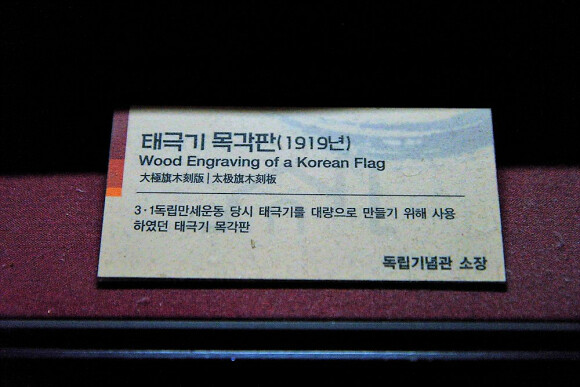 태극기 목각판(1919년)
Wood Engraving of a Korean Flag
大極旗木刻版 | 太极旗木刻板
3·1독립만세운동 당시 태극기를 대량으로 만들기 위해 사용
하였던 태극기 목각판
독립기념관 소장